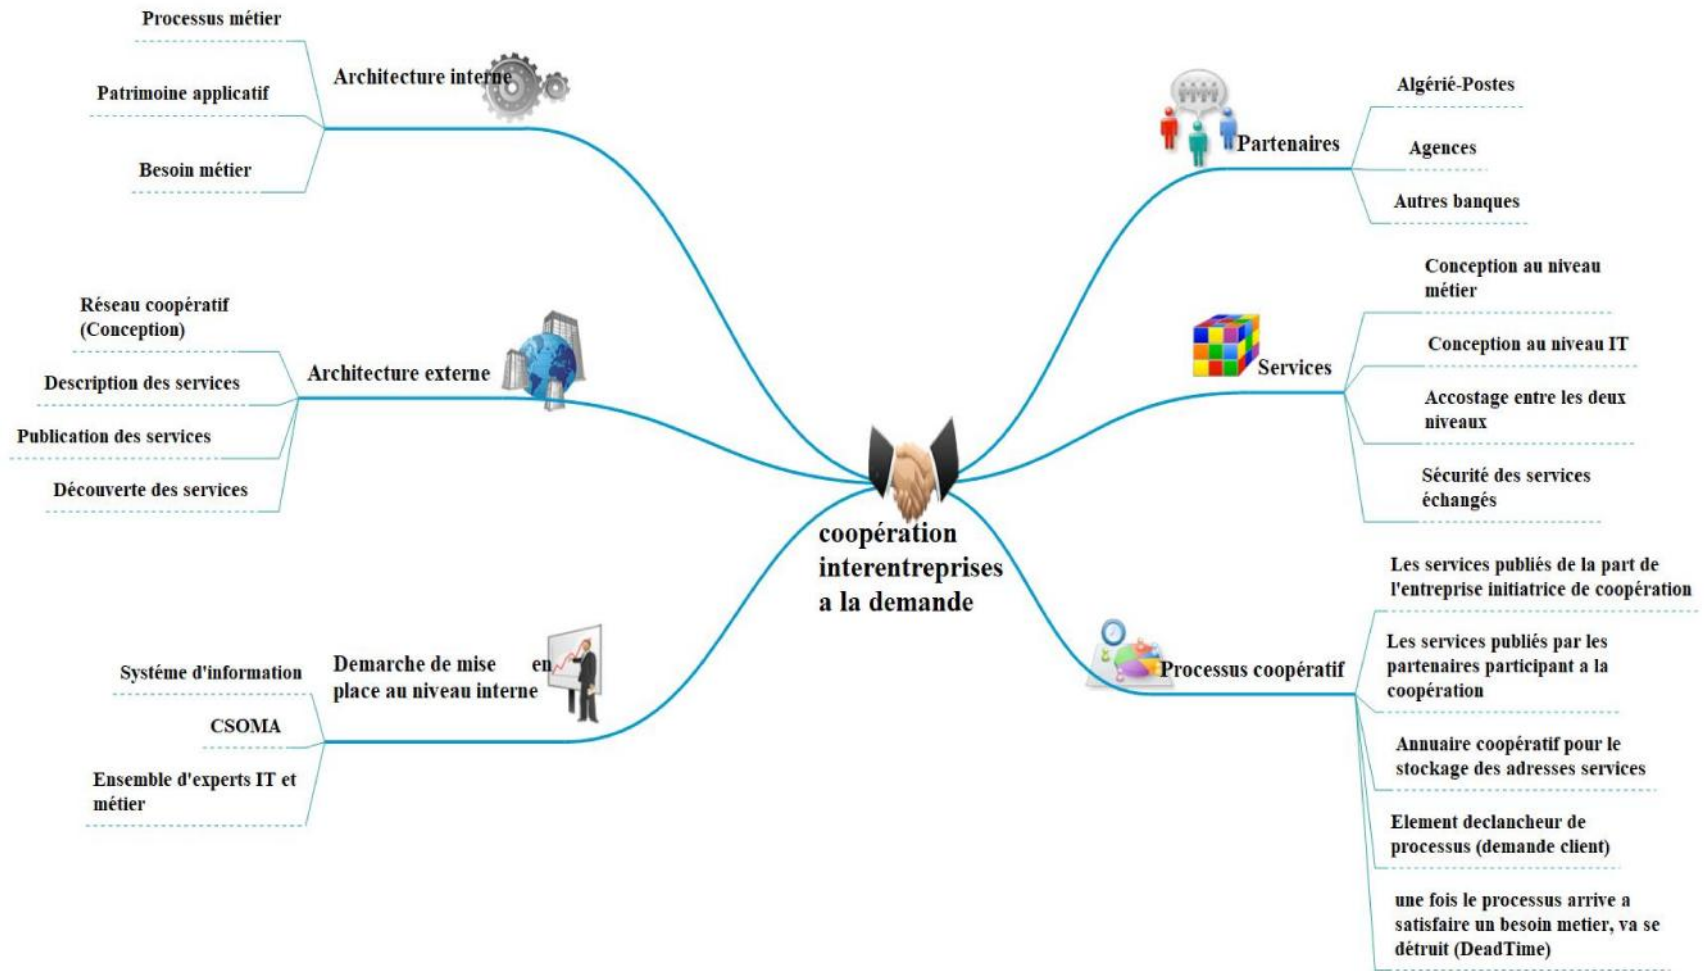 Processus métier
Architecture interne
Patrimoine applicatif
Besoin métier
Réseau coopératif
(Conception)
Architecture externe
Description des services
Publication des services
Découverte des services
Demarche de mise en
place au niveau interne
Systéme d'information
CSOMA
Ensemble d'experts IT et
métier
coopération
interentreprises
a la demande
Partenaires
Algérié-Postes
Agences
Autres banques
Services
Conception au niveau
métier
Conception au niveau IT
Accostage entre les deux
niveaux
Sécurité des services
échangés
Processus coopératif
Les services publiés de la part de
l'entreprise initiatrice de coopération
Les services publiés par les
partenaires participant a la
coopération
Annuaire coopératif pour le
stockage des adresses services
Element declancheur de
processus (demande client)
une fois le processus arrive a
satisfaire un besoin metier, va se
détruit (DeadTime)